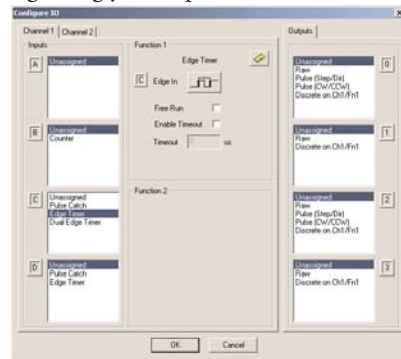 Configure IO
Channel 1 Channel 2
Inputs
A
Unassigned
B
Unassigned
Counter
C
Unassigned
Pulse Catch
Edge Timer
Dual Edge Timer
D
Unassigned
Pulse Catch
Edge Timer
Function 1
Edge Timer
C Edge In
Free Run
Enable Timeout
Timeout us
Function 2
Outputs
Unassigned
Raw
Pulse (Step/Dir)
Pulse (CW/CCW)
Discrete on Ch1/Fn1
0
Unassigned
Raw
Discrete on Ch1/Fn1
1
Unassigned
Raw
Pulse (Step/Dir)
Pulse (CW/CCW)
Discrete on Ch1/Fn1
2
Unassigned
Raw
Discrete on Ch1/Fn1
3
OK Cancel